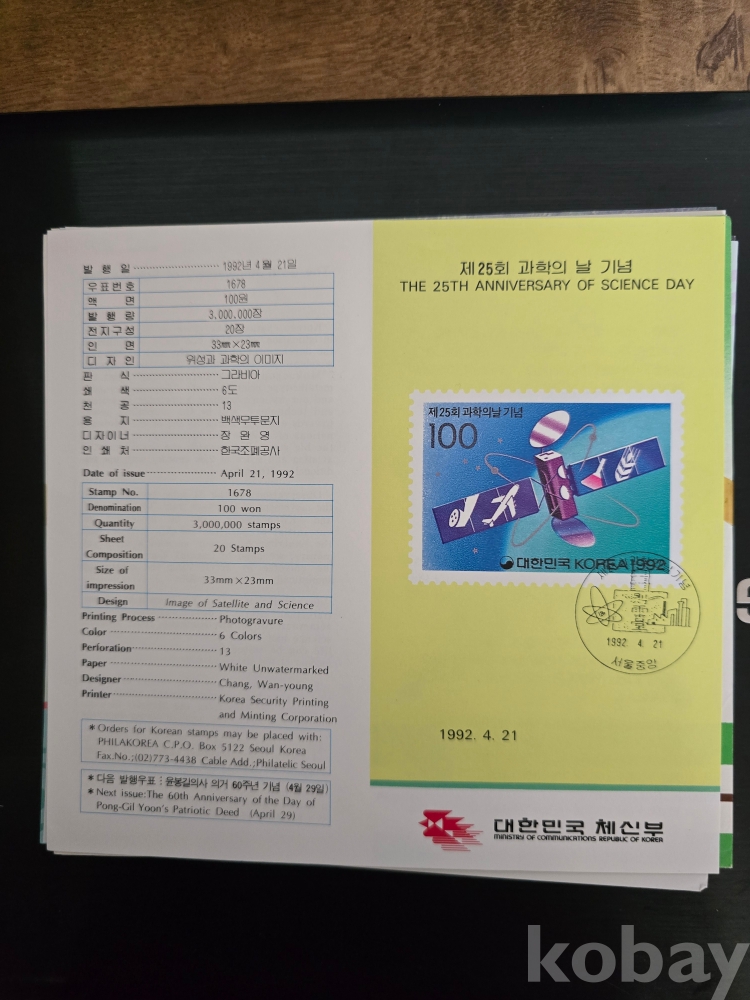 발행일 1992년 4월 21일
우표번호 1678
액면 100원
발행량 3,000,000장
전지구성 20장
인면 33㎜×23㎜
디자인 위성과 과학의 이미지
판식 그라비아
쇄색 6도
천공 13
용지 백색무투문지
디자이너 장완영
인쇄처 한국조폐공사
Date of issue April 21, 1992
Stamp No. 1678
Denomination 100 won
Quantity 3,000,000 stamps
Sheet Composition 20 Stamps
Size of impression 33mm×23mm
Design Image of Satellite and Science
Printing Process Photogravure
Color 6 Colors
Perforation 13
Paper White Unwatermarked
Designer Chang, Wan-young
Printer Korea Security Printing
and Minting Corporation
* Orders for Korean stamps may be placed with:
PHILAKOREA C.P.O. Box 5122 Seoul Korea
Fax.No.;(02)773-4438 Cable Add.;Philatelic Seoul
* 다음 발행우표 : 윤봉길의사 의거 60주년 기념 (4월 29일)
* Next issue:The 60th Anniversary of the Day of
Pong-Gil Yoon's Patriotic Deed (April 29)
제25회 과학의 날 기념
THE 25TH ANNIVERSARY OF SCIENCE DAY
제25회 과학의날 기념
100
대한민국 KOREA 1992
1992. 4. 21
서울중앙
1992. 4. 21
대한민국 체신부
MINISTRY OF COMMUNICATIONS REPUBLIC OF KOREA
kobay